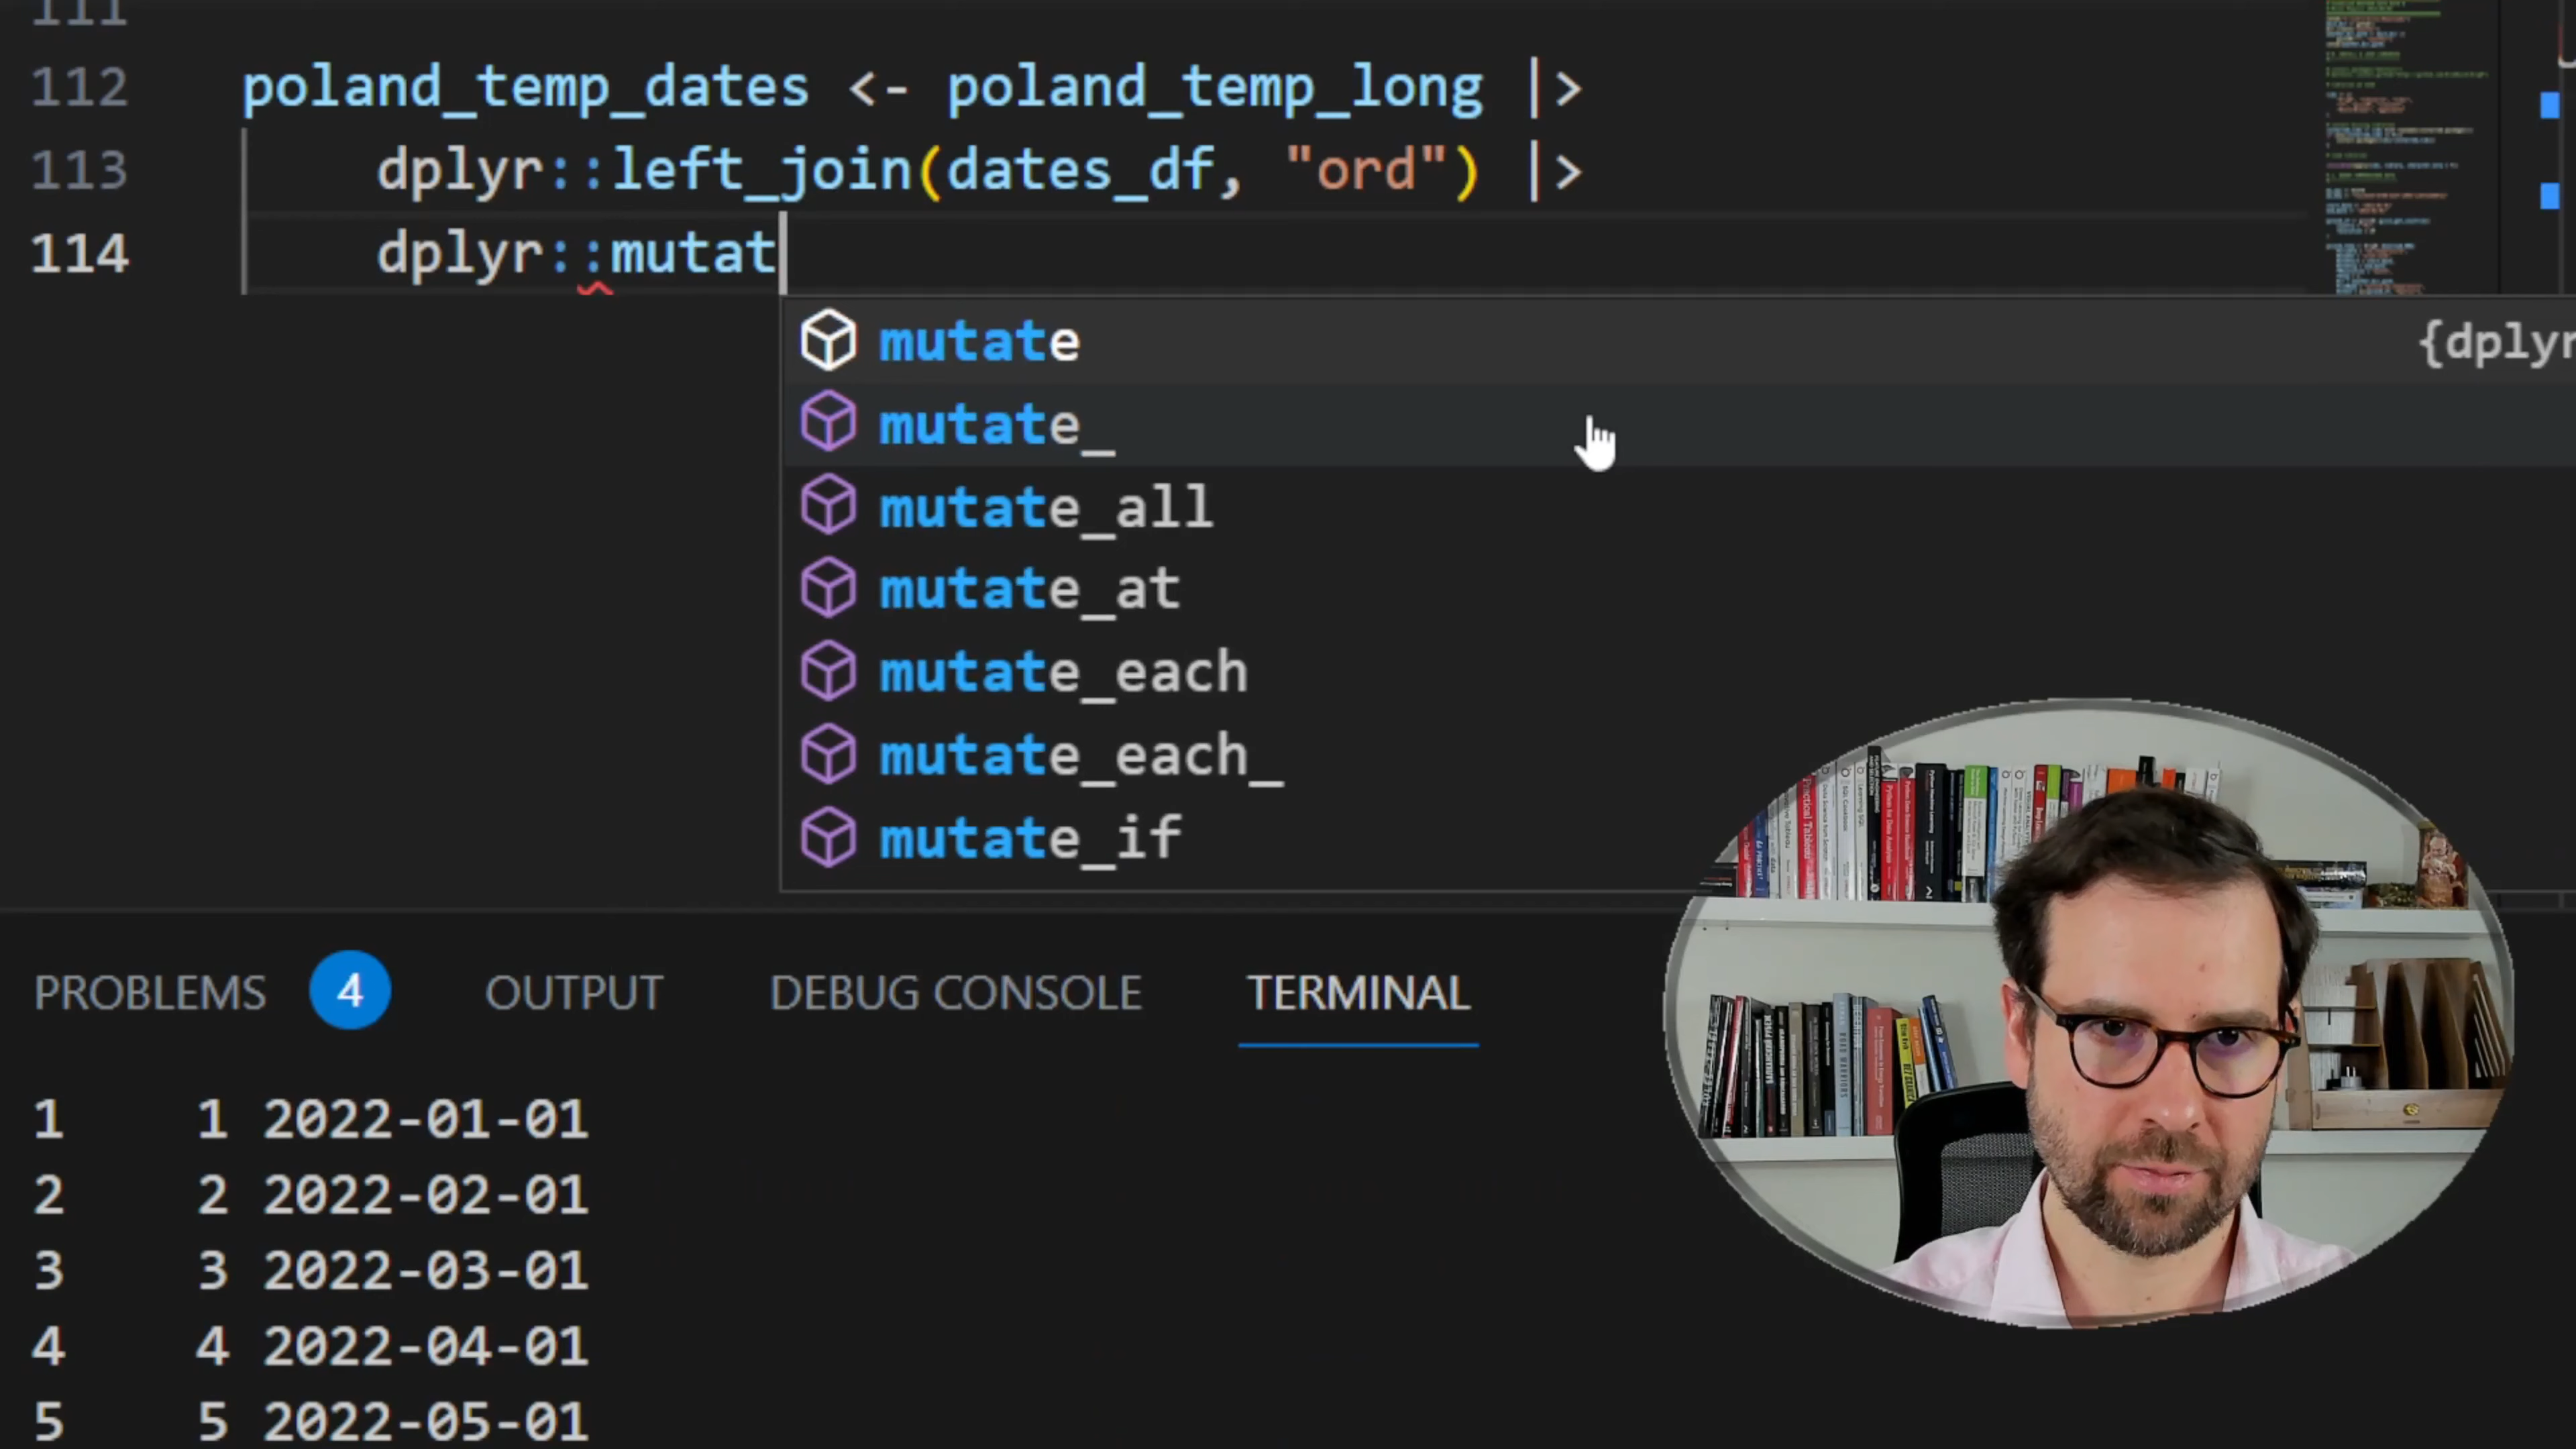 111
112 poland_temp_dates <- poland_temp_long |>
113 dplyr::left_join(dates_df, "ord") |>
114 dplyr::mutat
mutate {dplyr
mutate_
mutate_all
mutate_at
mutate_each
mutate_each_
mutate_if
PROBLEMS 4 OUTPUT DEBUG CONSOLE TERMINAL
1 1 2022-01-01
2 2 2022-02-01
3 3 2022-03-01
4 4 2022-04-01
5 5 2022-05-01